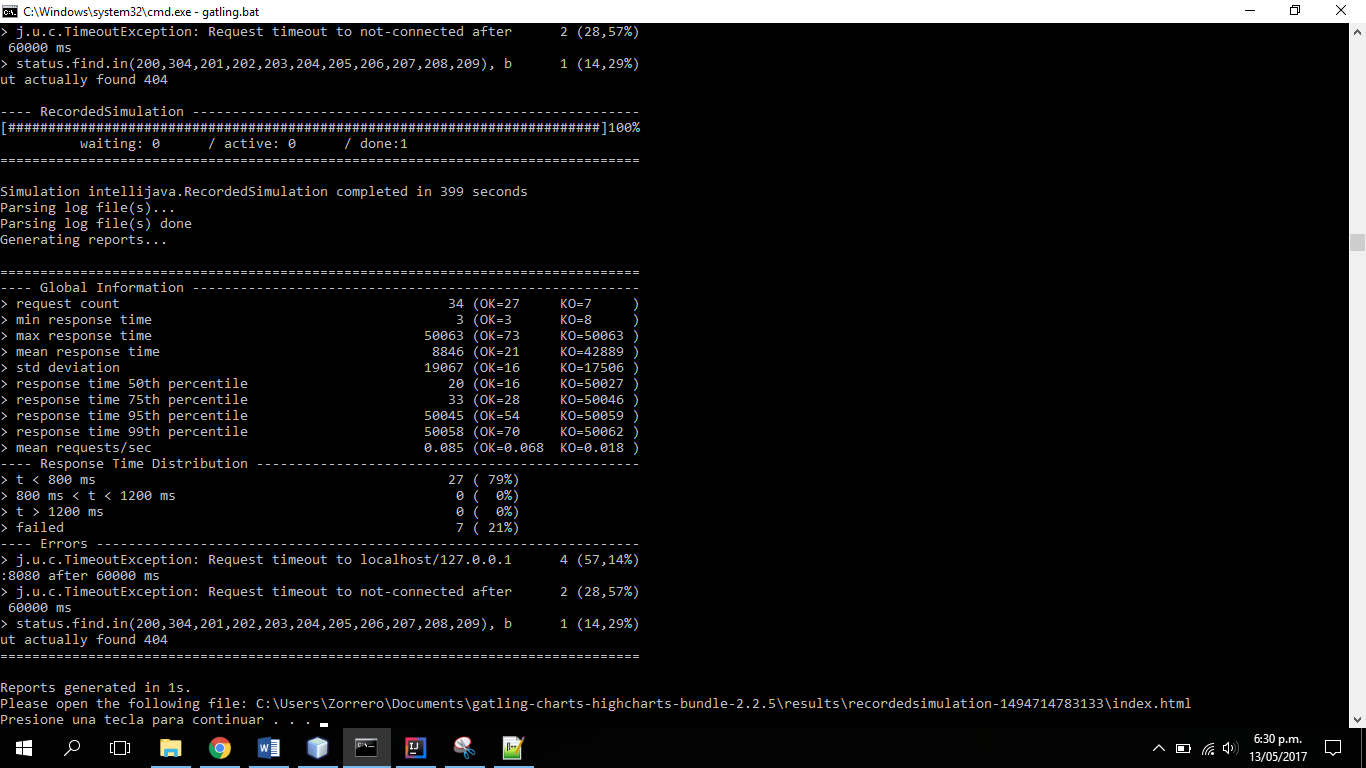 C:\Windows\system32\cmd.exe - gatling.bat
> j.u.c.TimeoutException: Request timeout to not-connected after      2 (28,57%)
 60000 ms
> status.find.in(200,304,201,202,203,204,205,206,207,208,209), b      1 (14,29%)
ut actually found 404
---- RecordedSimulation --------------------------------------------------------
[##########################################################################]100%
          waiting: 0      / active: 0      / done:1
================================================================================
Simulation intellijava.RecordedSimulation completed in 399 seconds
Parsing log file(s)...
Parsing log file(s) done
Generating reports...
================================================================================
---- Global Information --------------------------------------------------------
> request count                                         34 (OK=27     KO=7     )
> min response time                                      3 (OK=3      KO=8     )
> max response time                                  50063 (OK=73     KO=50063 )
> mean response time                                  8846 (OK=21     KO=42889 )
> std deviation                                      19067 (OK=16     KO=17506 )
> response time 50th percentile                         20 (OK=16     KO=50027 )
> response time 75th percentile                         33 (OK=28     KO=50046 )
> response time 95th percentile                      50045 (OK=54     KO=50059 )
> response time 99th percentile                      50058 (OK=70     KO=50062 )
> mean requests/sec                                  0.085 (OK=0.068  KO=0.018 )
---- Response Time Distribution ------------------------------------------------
> t < 800 ms                                            27 ( 79%)
> 800 ms < t < 1200 ms                                   0 (  0%)
> t > 1200 ms                                            0 (  0%)
> failed                                                 7 ( 21%)
---- Errors --------------------------------------------------------------------
> j.u.c.TimeoutException: Request timeout to localhost/127.0.0.1      4 (57,14%)
:8080 after 60000 ms
> j.u.c.TimeoutException: Request timeout to not-connected after      2 (28,57%)
 60000 ms
> status.find.in(200,304,201,202,203,204,205,206,207,208,209), b      1 (14,29%)
ut actually found 404
================================================================================
Reports generated in 1s.
Please open the following file: C:\Users\Zorrero\Documents\gatling-charts-highcharts-bundle-2.2.5\results\recordedsimulation-1494714783133\index.html
Presione una tecla para continuar . . .
6:30 p.m.
13/05/2017